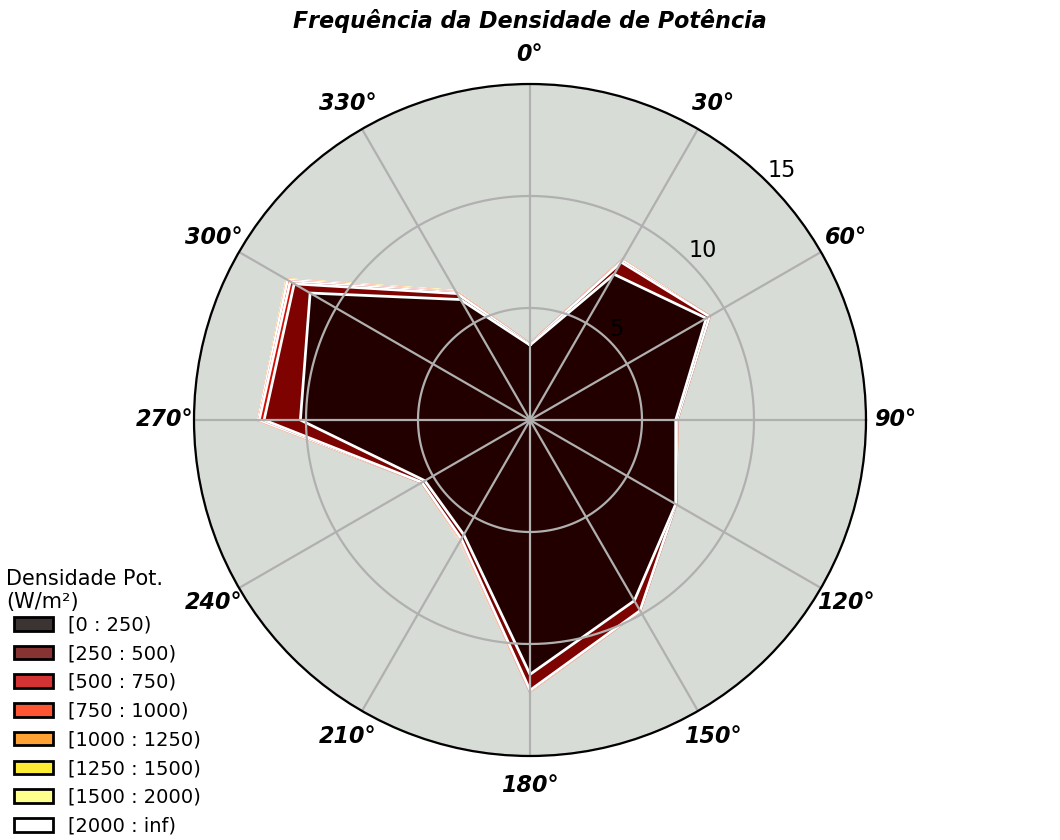 Frequência da Densidade de Potência
0°
330°
30°
15
300°
60°
10
5
270°
90°
240°
120°
210°
150°
180°
Densidade Pot.
(W/m²)
[0 : 250)
[250 : 500)
[500 : 750)
[750 : 1000)
[1000 : 1250)
[1250 : 1500)
[1500 : 2000)
[2000 : inf)